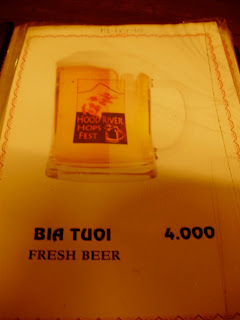 HOOD RIVER
HOPS
FEST
BIA TUOI 4.000
FRESH BEER